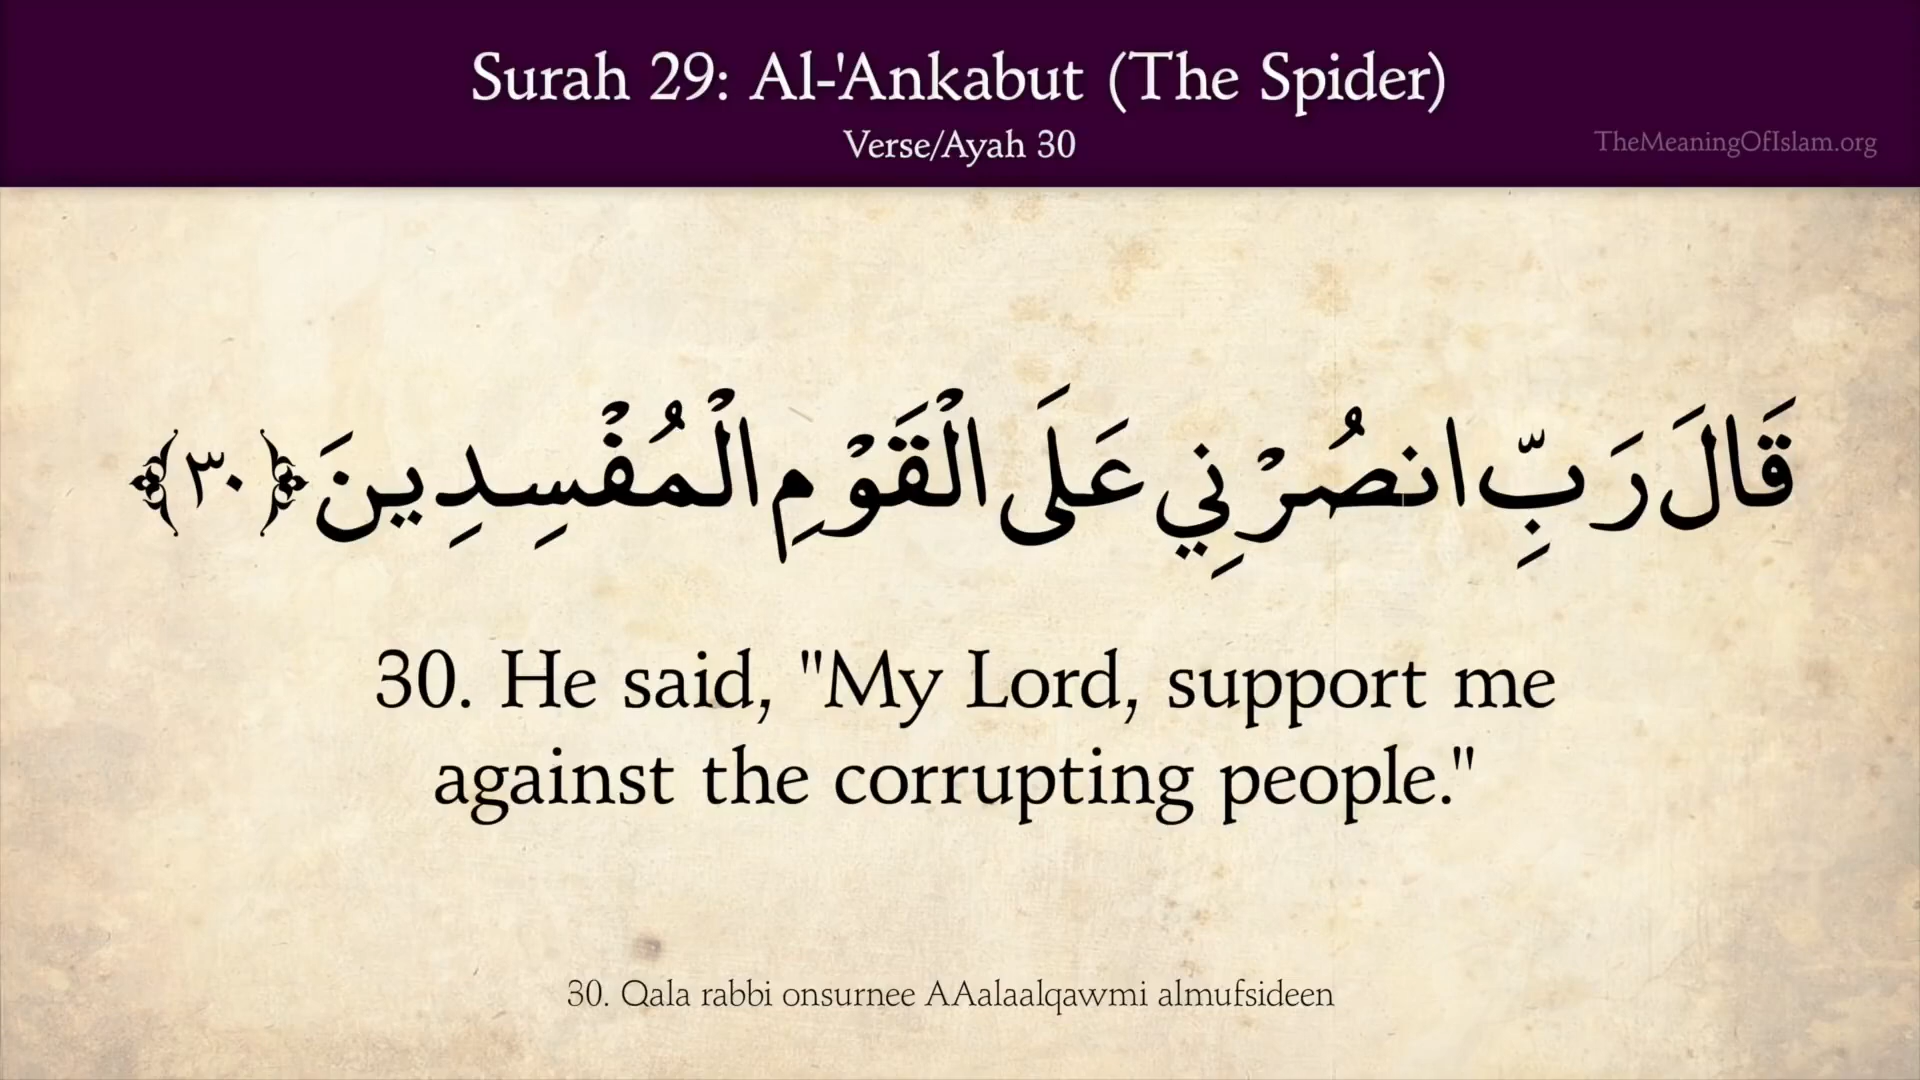 Surah 29: Al-'Ankabut (The Spider)
Verse/Ayah 30
TheMeaningOfIslam.org
قَالَ رَبِّ انصُرْنِي عَلَى الْقَوْمِ الْمُفْسِدِينَ ﴿٣٠﴾
30. He said, "My Lord, support me
against the corrupting people."
30. Qala rabbi onsurnee AAalaalqawmi almufsideen